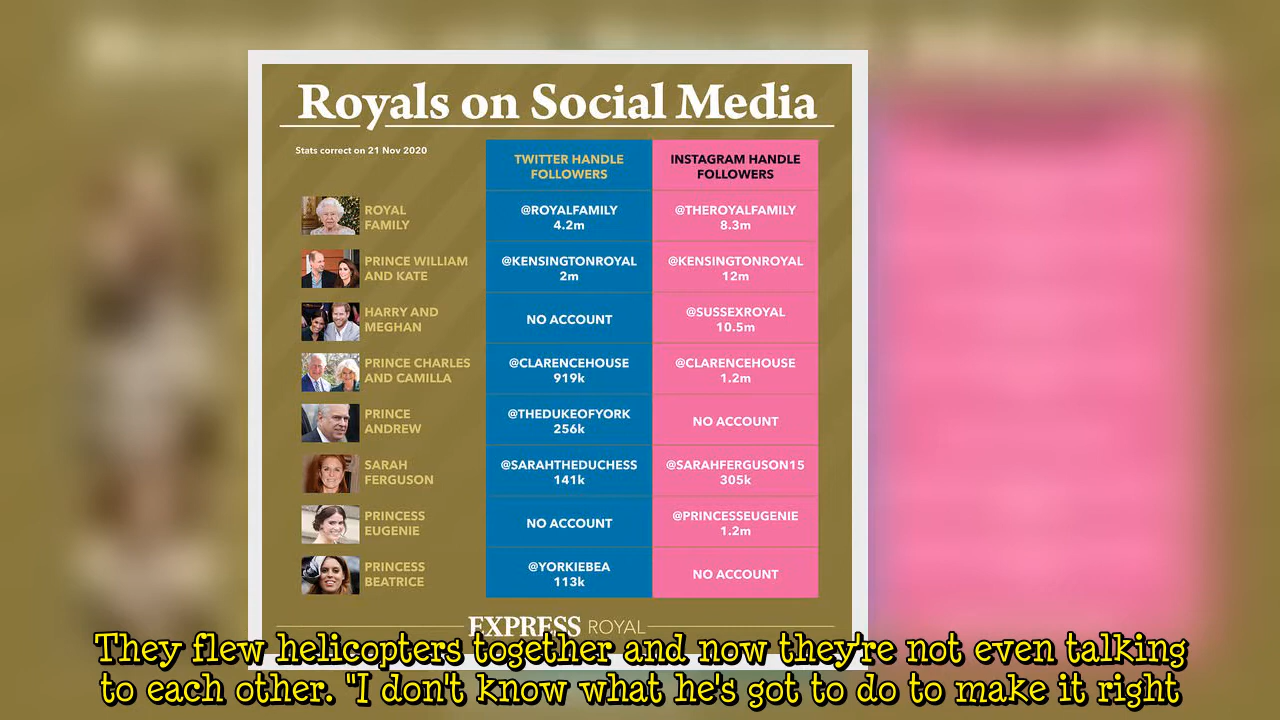 Royals on Social Media
Stats correct on 21 Nov 2020
TWITTER HANDLE
FOLLOWERS
INSTAGRAM HANDLE
FOLLOWERS
ROYAL
FAMILY
@ROYALFAMILY
4.2m
@THEROYALFAMILY
8.3m
PRINCE WILLIAM
AND KATE
@KENSINGTONROYAL
2m
@KENSINGTONROYAL
12m
HARRY AND
MEGHAN
NO ACCOUNT
@SUSSEXROYAL
10.5m
PRINCE CHARLES
AND CAMILLA
@CLARENCEHOUSE
919k
@CLARENCEHOUSE
1.2m
PRINCE
ANDREW
@THEDUKEOFYORK
256k
NO ACCOUNT
SARAH
FERGUSON
@SARAHTHEDUCHESS
141k
@SARAHFERGUSON15
305k
PRINCESS
EUGENIE
NO ACCOUNT
@PRINCESSEUGENIE
1.2m
PRINCESS
BEATRICE
@YORKIEBEA
113k
NO ACCOUNT
EXPRESS ROYAL
They flew helicopters together and now they're not even talking
to each other. "I don't know what he's got to do to make it right